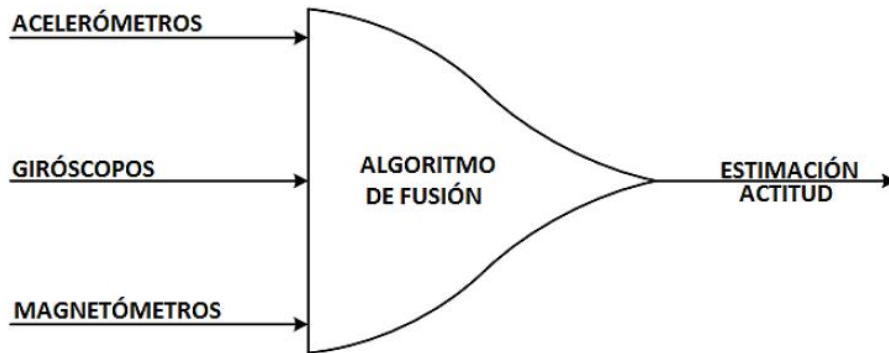 ACELERÓMETROS
GIRÓSCOPOS
MAGNETÓMETROS
ALGORITMO
DE FUSIÓN
ESTIMACIÓN
ACTITUD